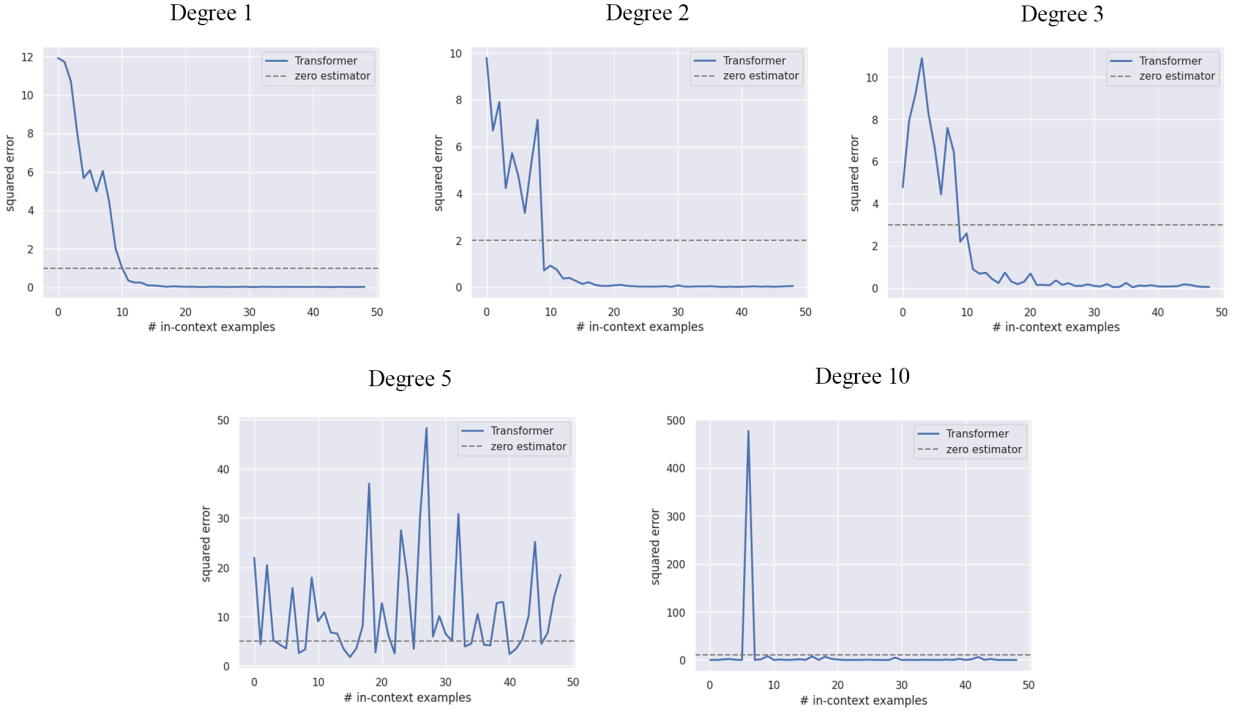 Degree 1
Degree 2
Degree 3
12
10
8
6
4
2
0
0
10
20
30
40
50
squared error
# in-context examples
Transformer
zero estimator
10
8
6
4
2
0
0
10
20
30
40
50
squared error
# in-context examples
Transformer
zero estimator
10
8
6
4
2
0
0
10
20
30
40
50
squared error
# in-context examples
Transformer
zero estimator
Degree 5
Degree 10
50
40
30
20
10
0
0
10
20
30
40
50
squared error
# in-context examples
Transformer
zero estimator
500
400
300
200
100
0
0
10
20
30
40
50
squared error
# in-context examples
Transformer
zero estimator